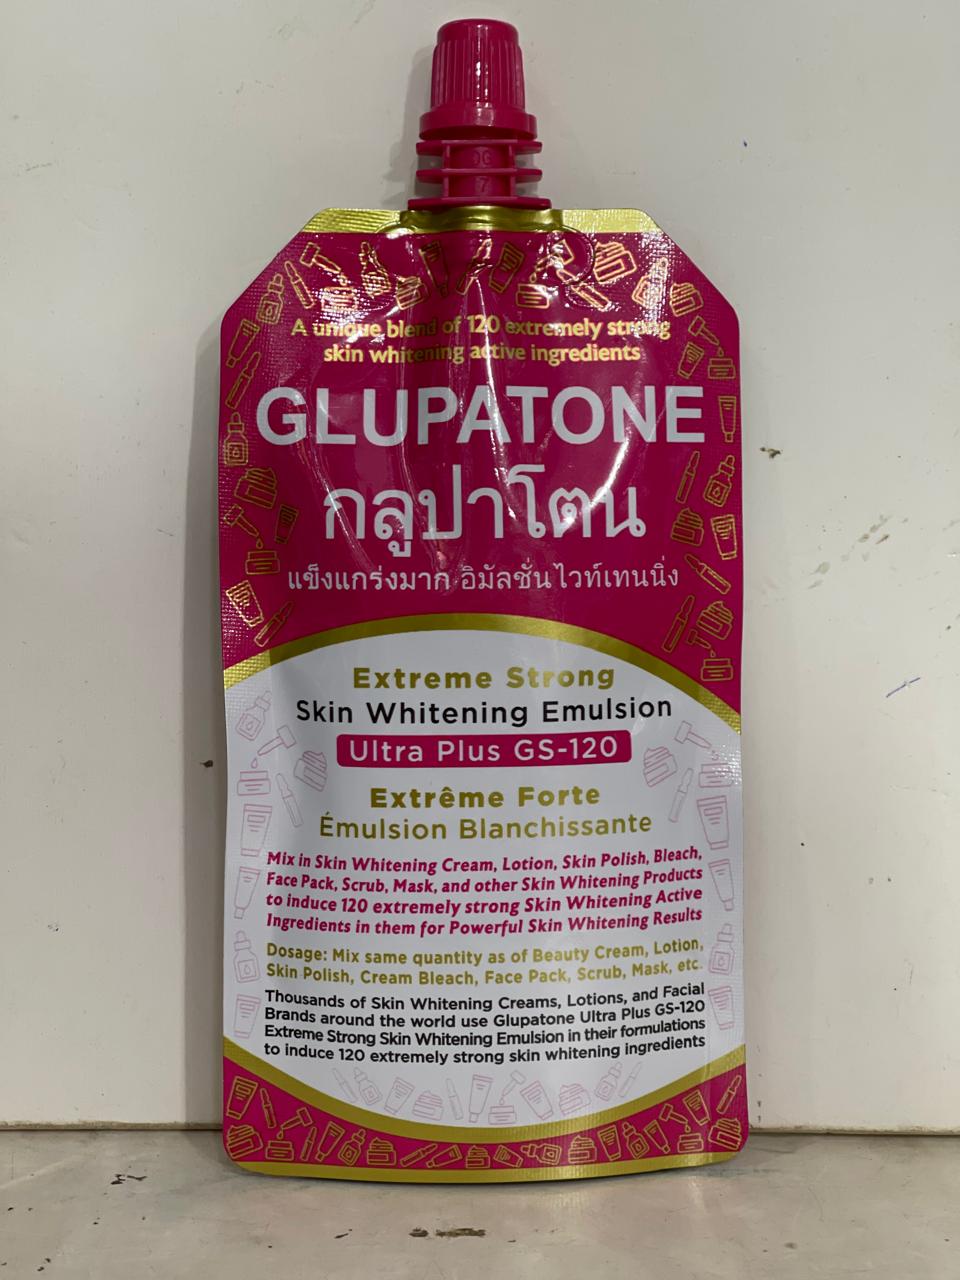 A unique blend of 120 extremely strong
skin whitening active ingredients
GLUPATONE
กลูปาโตน
แข็งแกร่งมาก อิมัลชั่นไวท์เทนนิ่ง
Extreme Strong
Skin Whitening Emulsion
Ultra Plus GS-120
Extrême Forte
Émulsion Blanchissante
Mix in Skin Whitening Cream, Lotion, Skin Polish, Bleach,
Face Pack, Scrub, Mask, and other Skin Whitening Products
to induce 120 extremely strong Skin Whitening Active
Ingredients in them for Powerful Skin Whitening Results
Dosage: Mix same quantity as of Beauty Cream, Lotion,
Skin Polish, Cream Bleach, Face Pack, Scrub, Mask, etc.
Thousands of Skin Whitening Creams, Lotions, and Facial
Brands around the world use Glupatone Ultra Plus GS-120
Extreme Strong Skin Whitening Emulsion in their formulations
to induce 120 extremely strong skin whitening ingredients